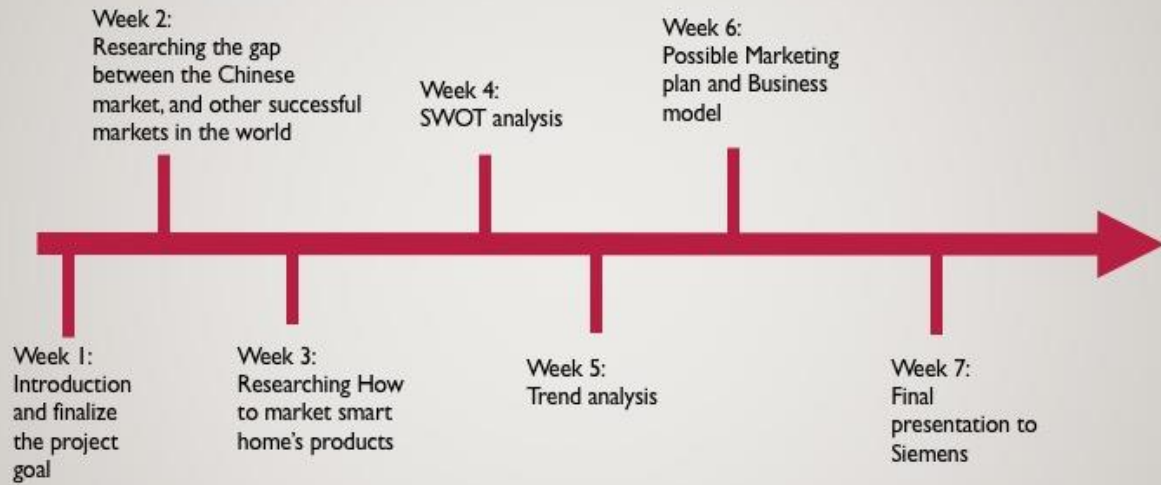 Week 1:
Introduction
and finalize
the project
goal
Week 2:
Researching the gap
between the Chinese
market, and other successful
markets in the world
Week 3:
Researching How
to market smart
home's products
Week 4:
SWOT analysis
Week 5:
Trend analysis
Week 6:
Possible Marketing
plan and Business
model
Week 7:
Final
presentation to
Siemens